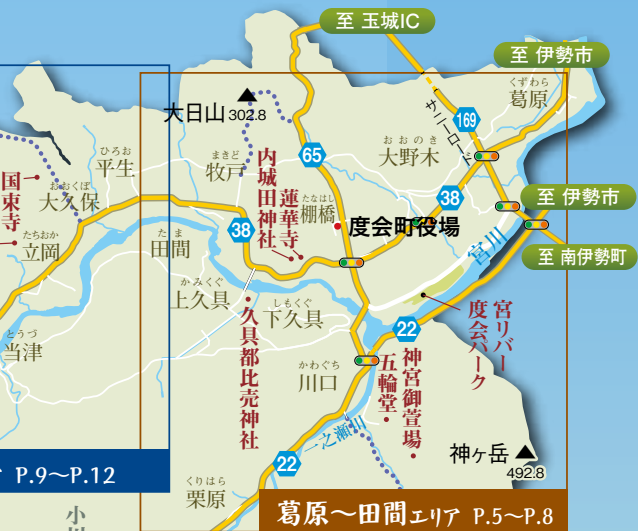 至 玉城IC
至 伊勢市
くずわら
葛原
大日山 302.8
サニーロード
169
おおのき
大野木
ひろお
平生
まきど
牧戸
65
内城田神社
蓮華寺
たなはし
棚橋
38
国束寺
おおくぼ
大久保
38
度会町役場
至 伊勢市
たちおか
立岡
たま
田間
宮川
至 南伊勢町
かみくぐ
上久具
しもくぐ
下久具
宮リバー
度会パーク
久具都比売神社
22
とうづ
当津
かわぐち
川口
五輪堂
神宮御萱場
一之瀬川
神ヶ岳
492.8
22
P.9〜P.12
くりはら
栗原
葛原〜田間エリア P.5〜P.8
小川